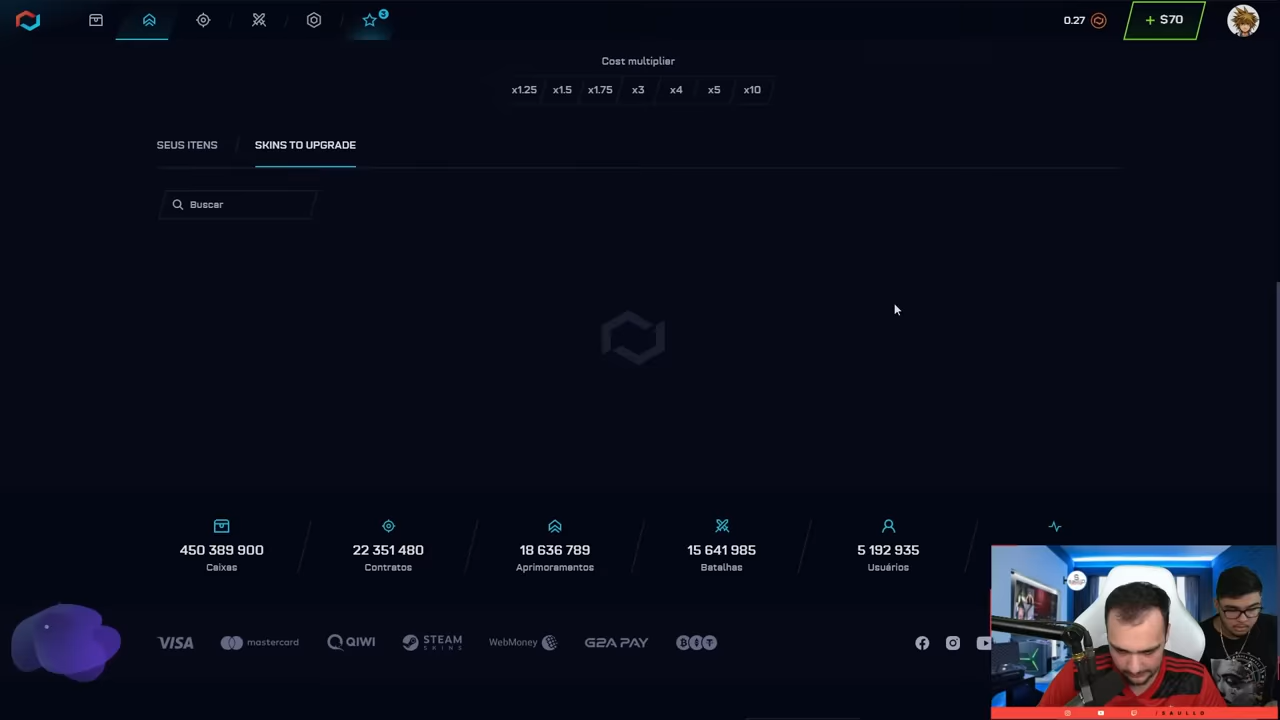 3
0.27
+ $70
Cost multiplier
x1.25 x1.5 x1.75 x3 x4 x5 x10
SEUS ITENS
SKINS TO UPGRADE
Buscar
450 389 900
Caixas
22 351 480
Contratos
18 636 789
Aprimoramentos
15 641 985
Batalhas
5 192 935
Usuários
VISA
mastercard
QIWI
STEAM
SKINS
WebMoney
G2A PAY